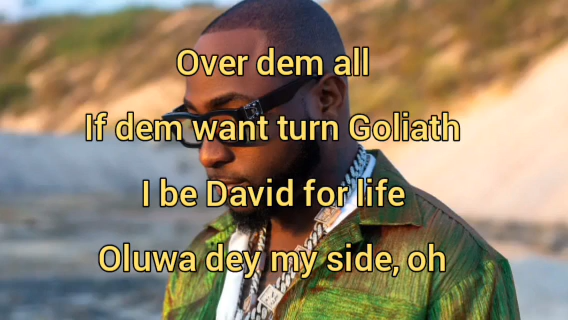 Over dem all
If dem want turn Goliath
I be David for life
Oluwa dey my side, oh